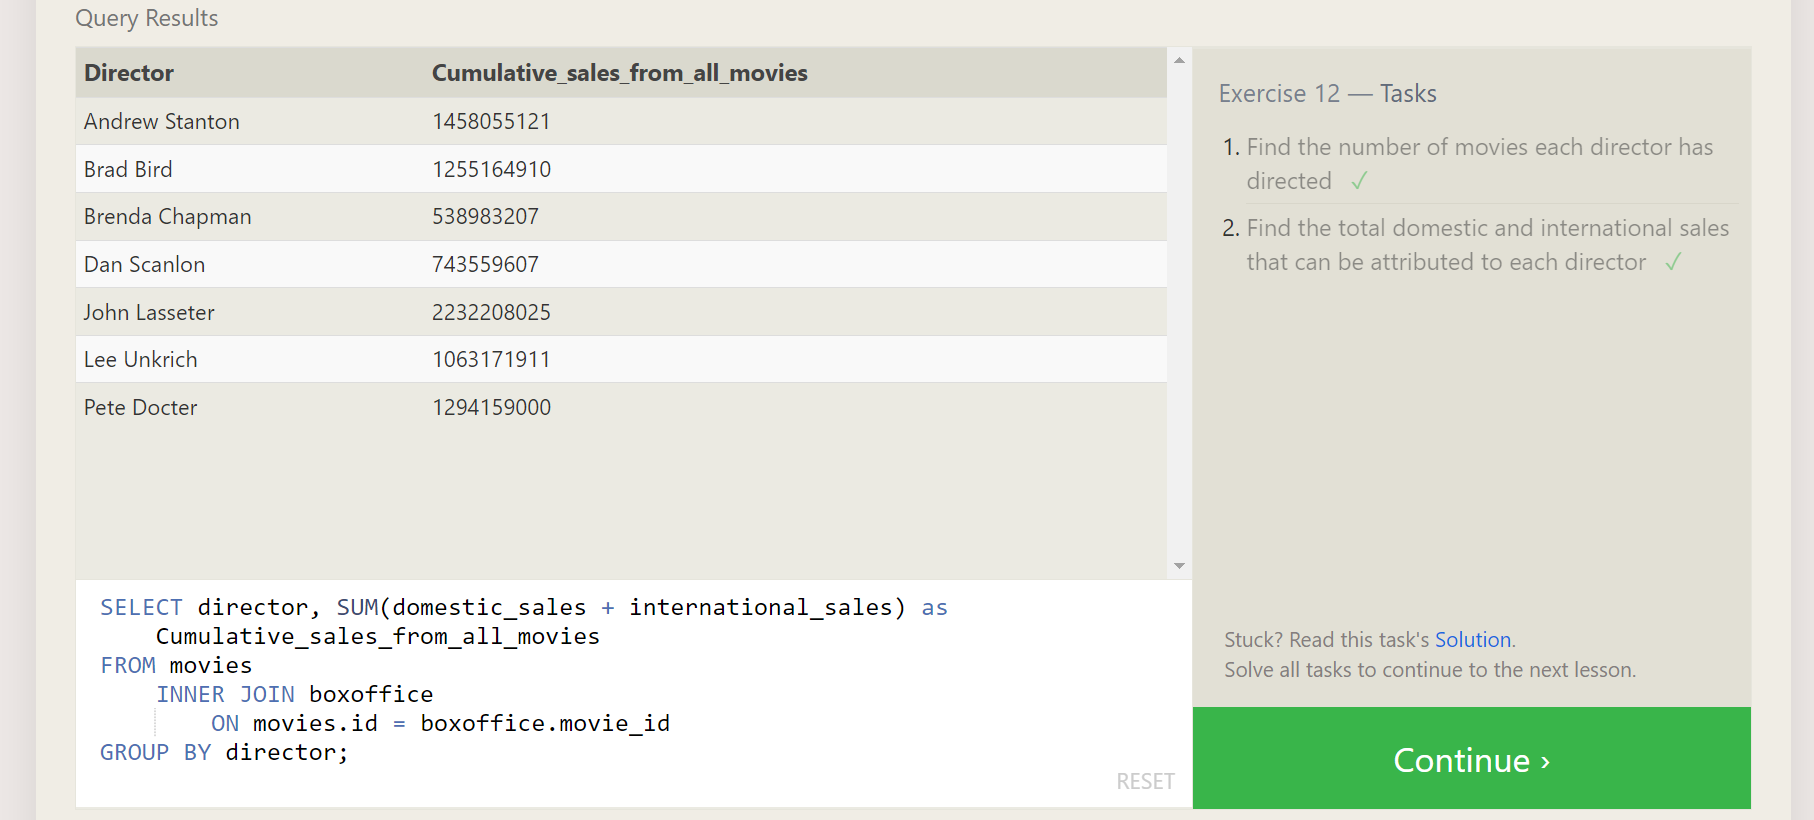 Query Results
Director Cumulative_sales_from_all_movies
Andrew Stanton 1458055121
Brad Bird 1255164910
Brenda Chapman 538983207
Dan Scanlon 743559607
John Lasseter 2232208025
Lee Unkrich 1063171911
Pete Docter 1294159000
SELECT director, SUM(domestic_sales + international_sales) as
Cumulative_sales_from_all_movies
FROM movies
INNER JOIN boxoffice
ON movies.id = boxoffice.movie_id
GROUP BY director;
RESET
Exercise 12 — Tasks
1. Find the number of movies each director has
directed ✓
2. Find the total domestic and international sales
that can be attributed to each director ✓
Stuck? Read this task's Solution.
Solve all tasks to continue to the next lesson.
Continue ›